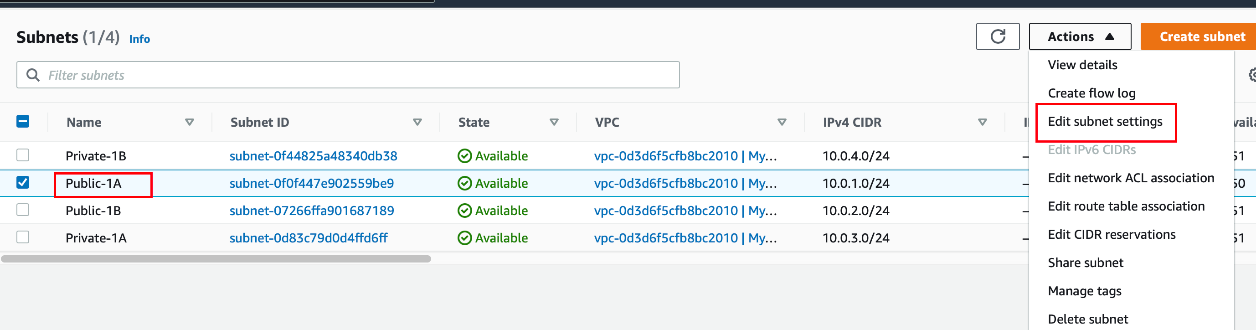 Subnets (1/4) Info
Actions ▲
Create subnet
Filter subnets
View details
Create flow log
Edit subnet settings
Edit IPv6 CIDRs
Edit network ACL association
Edit route table association
Edit CIDR reservations
Share subnet
Manage tags
Delete subnet
Name Subnet ID State VPC IPv4 CIDR
Private-1B subnet-0f44825a48340db38 Available vpc-0d3d6f5cfb8bc2010 | My… 10.0.4.0/24 – 51
Public-1A subnet-0f0f447e902559be9 Available vpc-0d3d6f5cfb8bc2010 | My… 10.0.1.0/24 – 50
Public-1B subnet-07266ffa901687189 Available vpc-0d3d6f5cfb8bc2010 | My… 10.0.2.0/24 – 51
Private-1A subnet-0d83c79d0d4ffd6ff Available vpc-0d3d6f5cfb8bc2010 | My… 10.0.3.0/24 – 51